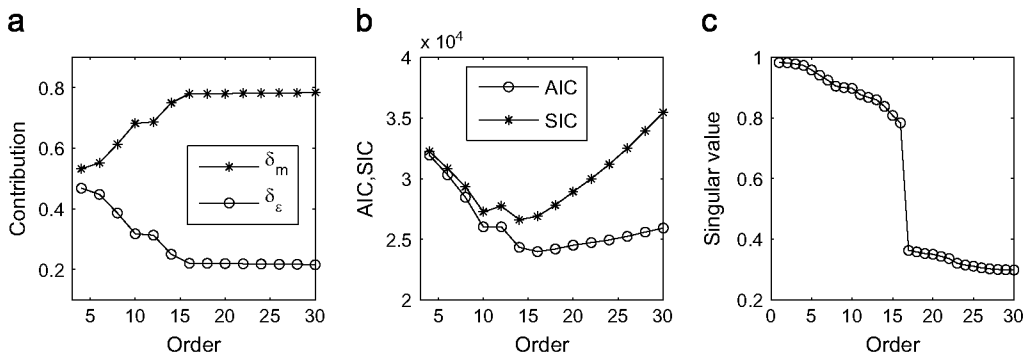 a
b
c
x 10⁴
Contribution
0.8
0.6
0.4
0.2
δm
δε
5 10 15 20 25 30
Order
AIC,SIC
4
3.5
3
2.5
2
AIC
SIC
5 10 15 20 25 30
Order
Singular value
1
0.8
0.6
0.4
0.2
0 5 10 15 20 25 30
Order